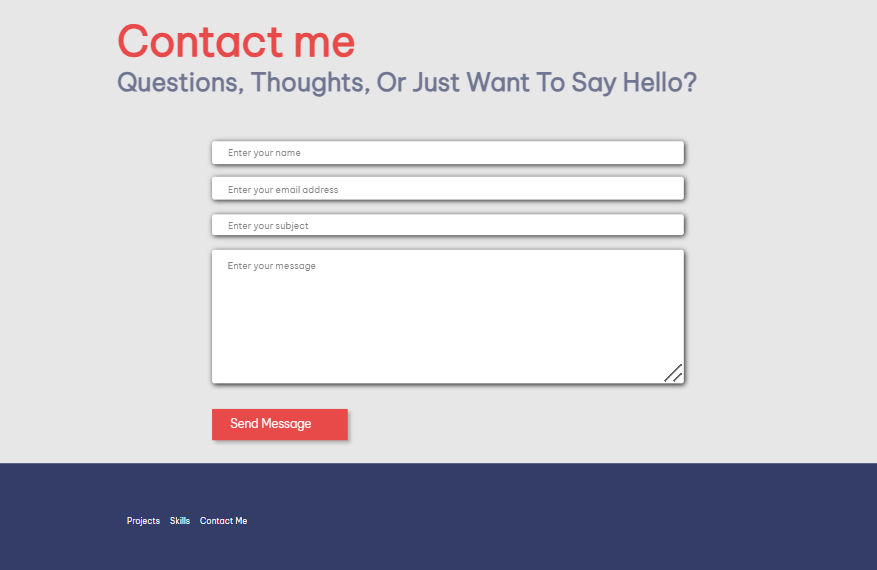 Contact me
Questions, Thoughts, Or Just Want To Say Hello?
Enter your name
Enter your email address
Enter your subject
Enter your message
Send Message
Projects Skills Contact Me